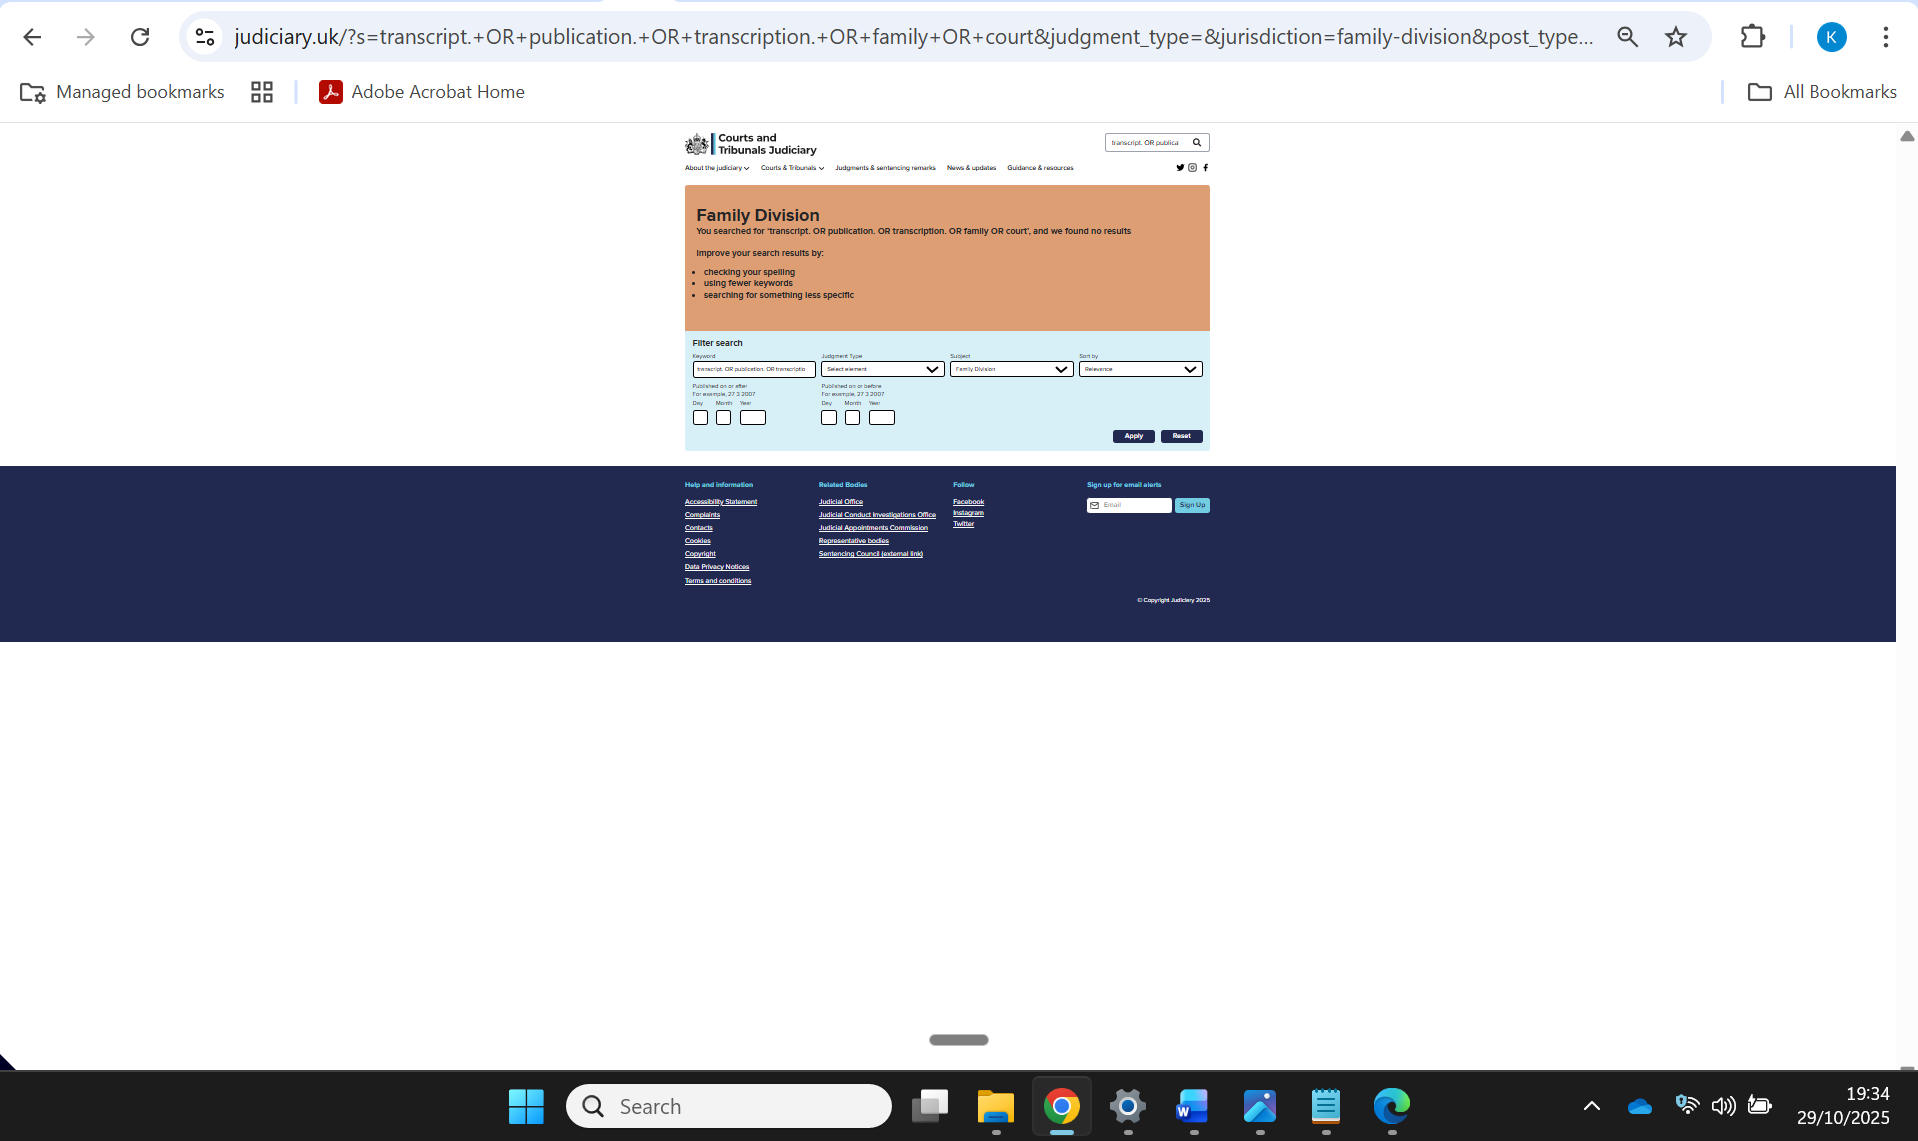 judiciary.uk/?s=transcript.+OR+publication.+OR+transcription.+OR+family+OR+court&judgment_type=&jurisdiction=family-division&post_type...
K
Managed bookmarks
Adobe Acrobat Home
All Bookmarks
Courts and
Tribunals Judiciary
transcript. OR publica
About the judiciary
Courts & Tribunals
Judgments & sentencing remarks
News & updates
Guidance & resources
Family Division
You searched for 'transcript. OR publication. OR transcription. OR family OR court', and we found no results
Improve your search results by:
• checking your spelling
• using fewer keywords
• searching for something less specific
Filter search
Keyword
Judgment Type
Subject
Sort by
transcript. OR publication. OR transcriptio
Select element
Family Division
Relevance
Published on or after
Published on or before
For example, 27 3 2007
For example, 27 3 2007
Day Month Year
Day Month Year
Apply
Reset
Help and information
Accessibility Statement
Complaints
Contacts
Cookies
Copyright
Data Privacy Notices
Terms and conditions
Related Bodies
Judicial Office
Judicial Conduct Investigations Office
Judicial Appointments Commission
Representative bodies
Sentencing Council (external link)
Follow
Facebook
Instagram
Twitter
Sign up for email alerts
Email
Sign Up
© Copyright Judiciary 2025
Search
W
19:34
29/10/2025